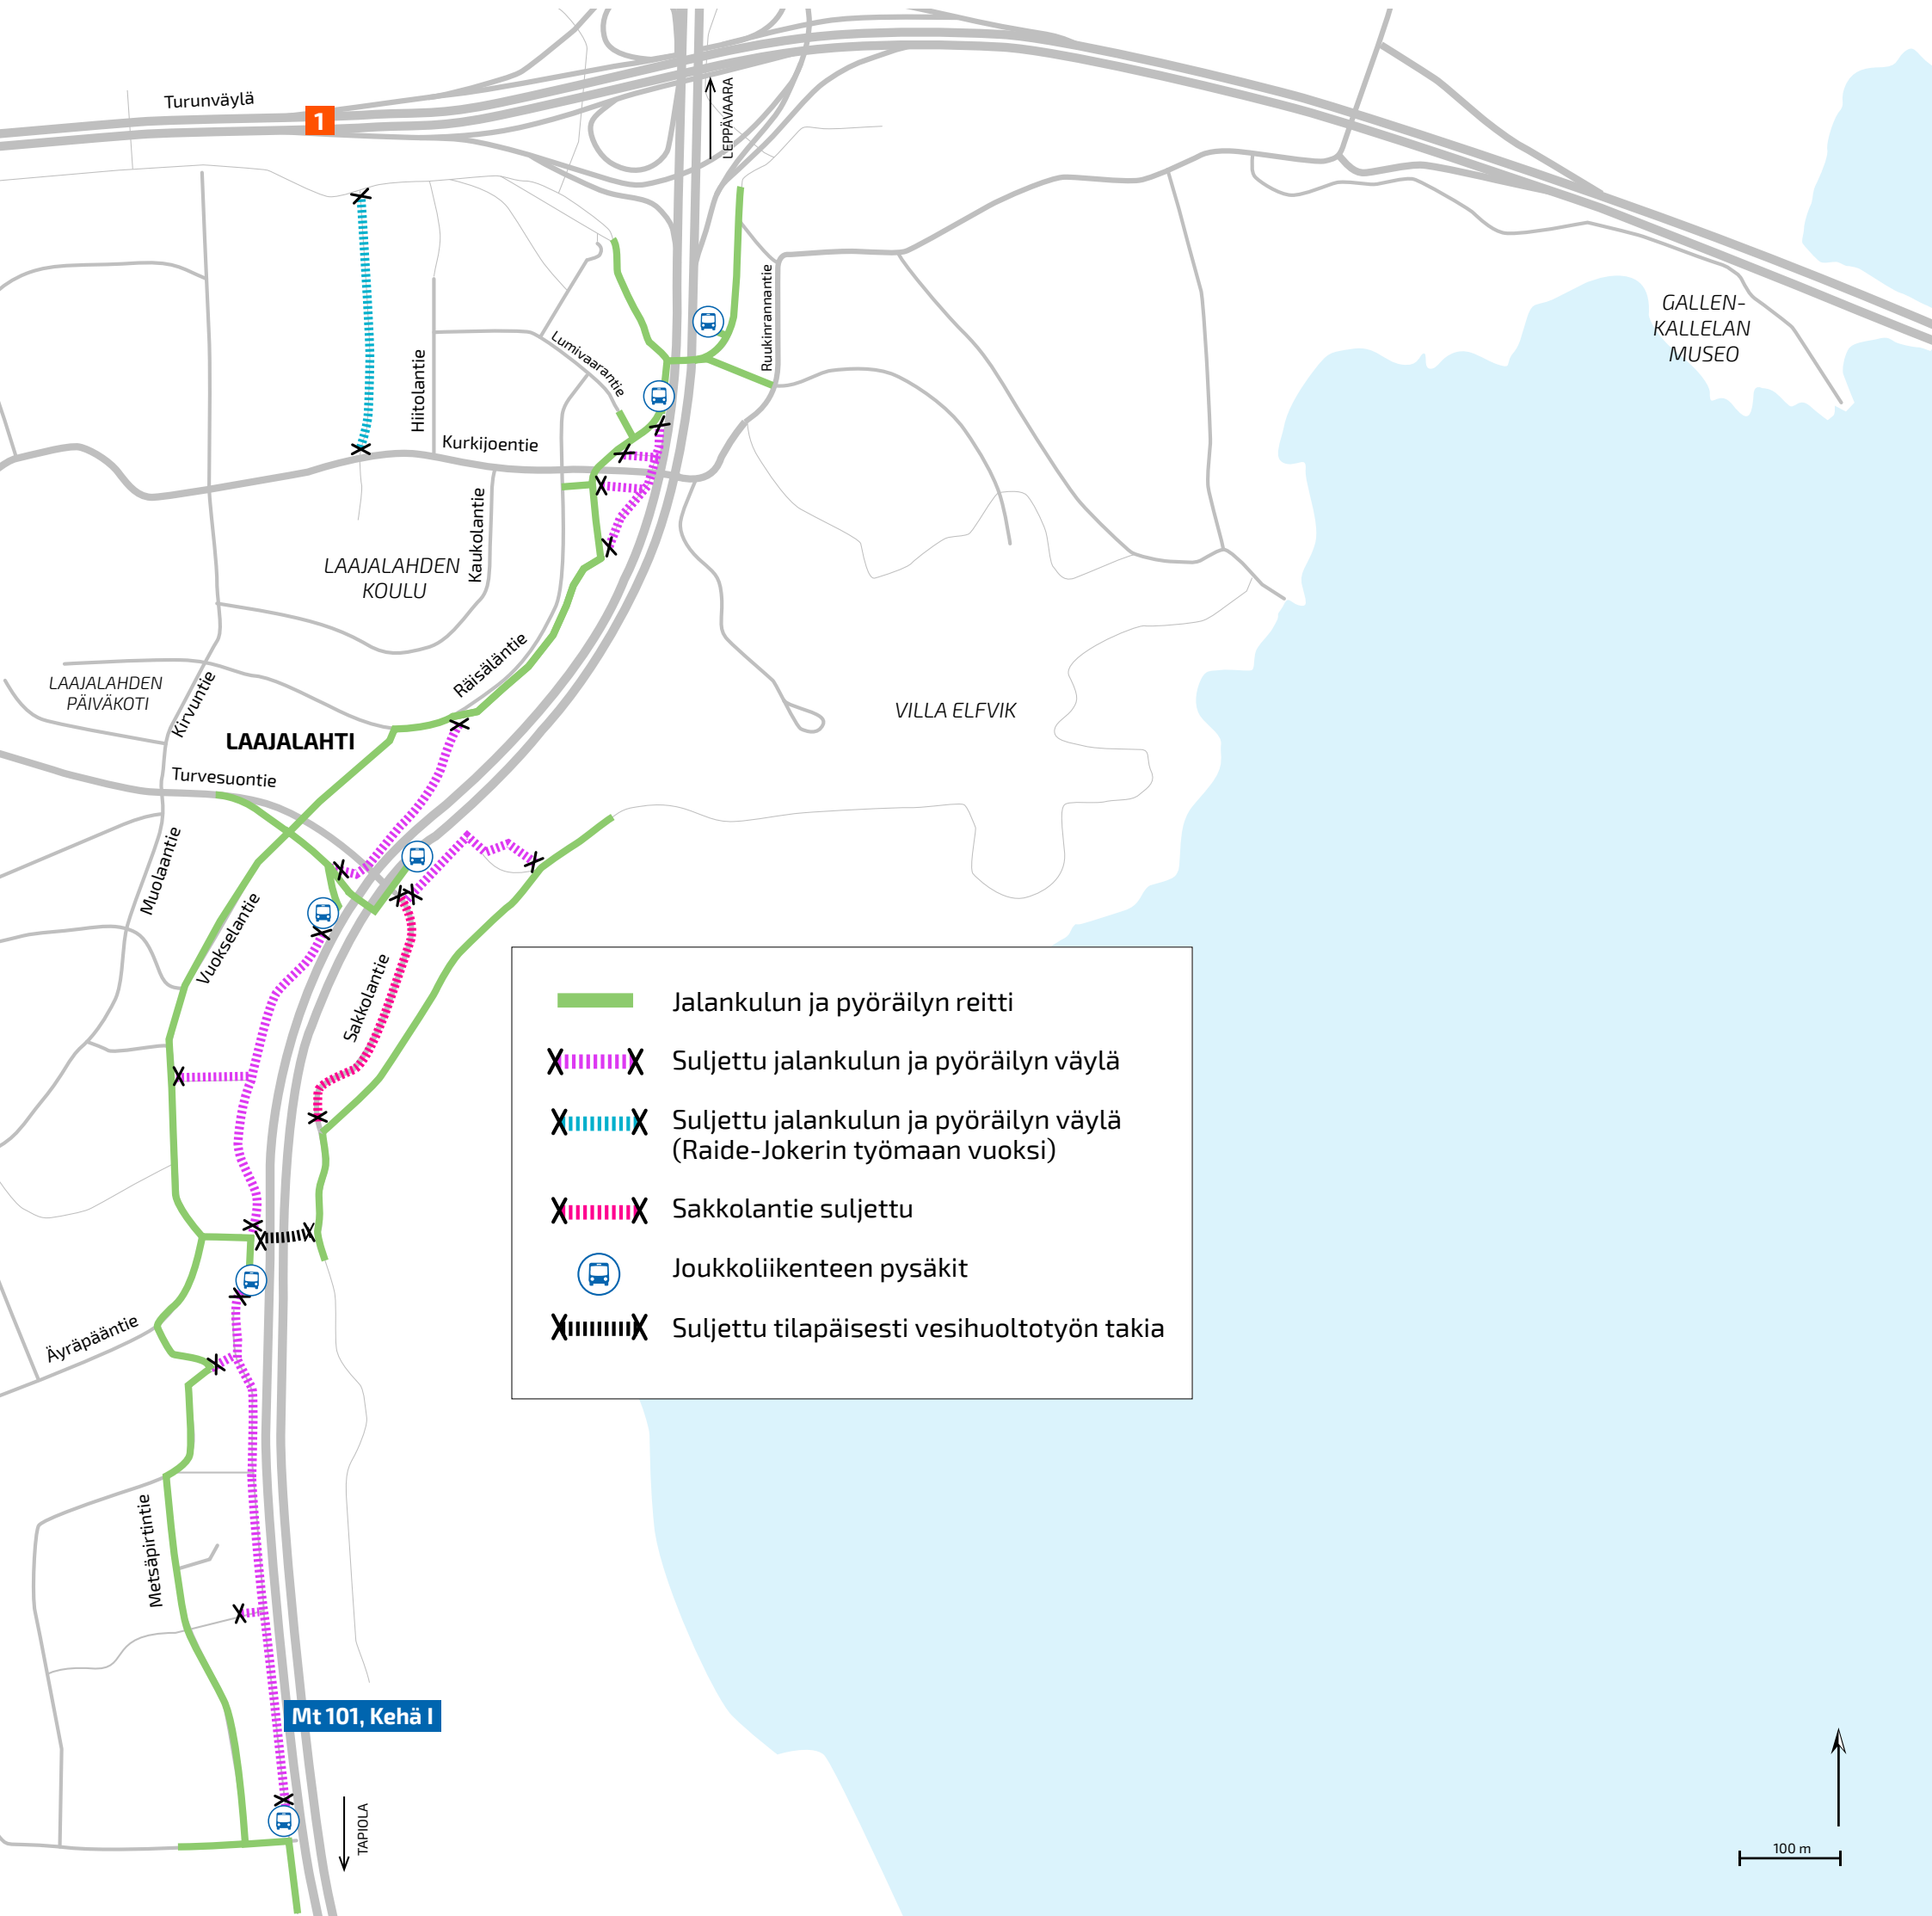 Turunväylä
1
LEPPÄVAARA
GALLEN-
KALLELAN
MUSEO
Ruukinrannantie
Lumivaarantie
Hiitolantie
Kurkijoentie
Kaukolantie
LAAJALAHDEN
KOULU
Räisäläntie
LAAJALAHDEN
PÄIVÄKOTI
Kirvuntie
VILLA ELFVIK
LAAJALAHTI
Turvesuontie
Muolaantie
Vuokselantie
Sakkolantie
Jalankulun ja pyöräilyn reitti
Suljettu jalankulun ja pyöräilyn väylä
Suljettu jalankulun ja pyöräilyn väylä
(Raide-Jokerin työmaan vuoksi)
Sakkolantie suljettu
Joukkoliikenteen pysäkit
Suljettu tilapäisesti vesihuoltotyön takia
Äyräpääntie
Metsäpirtintie
Mt 101, Kehä I
TAPIOLA
100 m